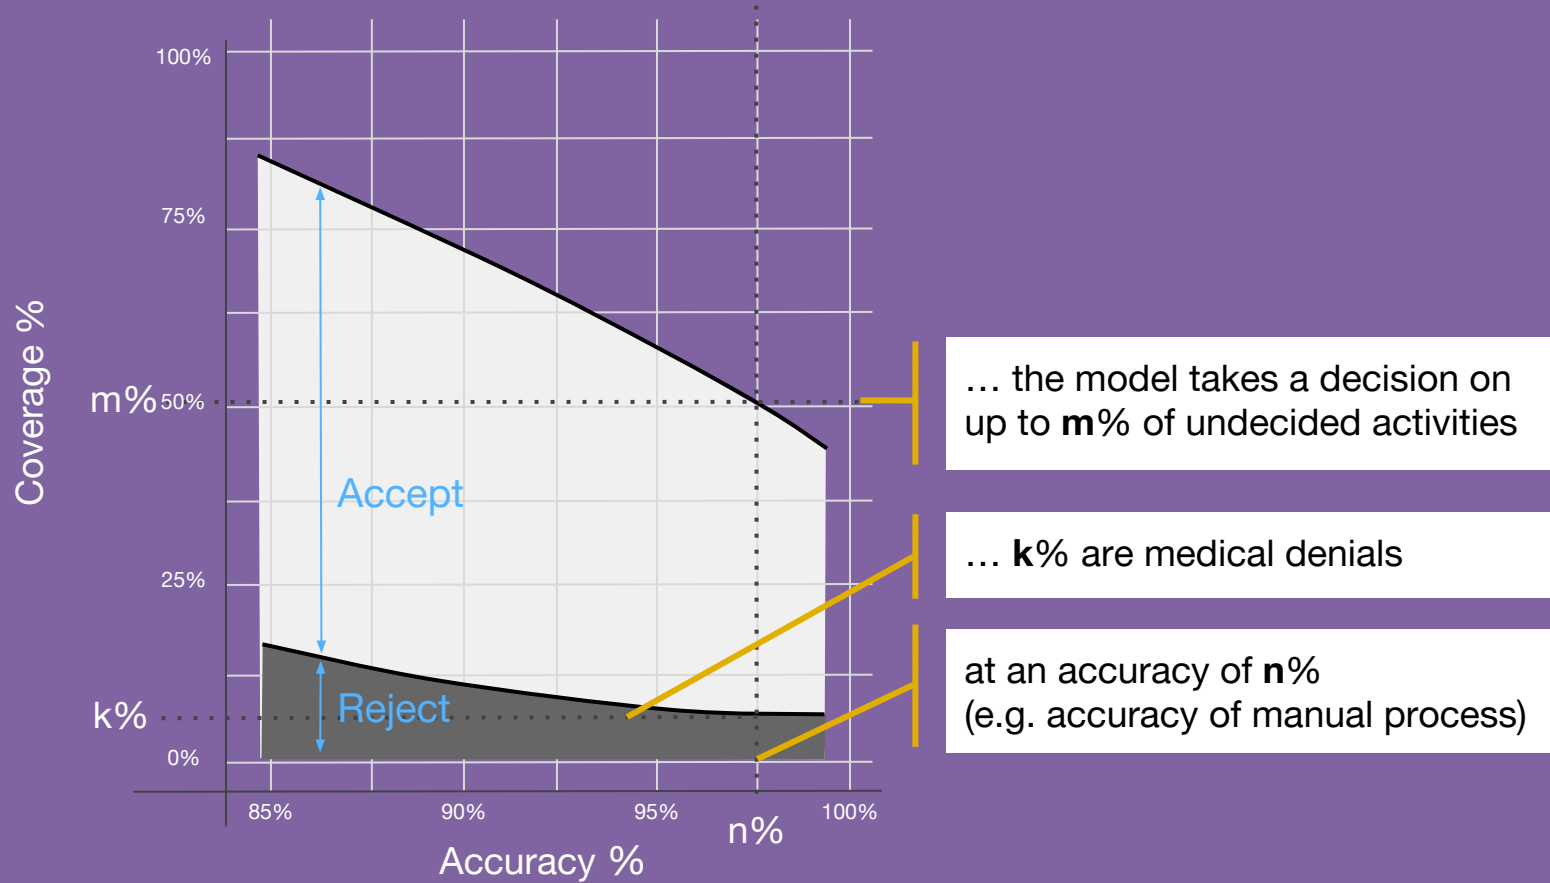 100%
75%
Coverage %
m%
50%
… the model takes a decision on
up to m% of undecided activities
Accept
… k% are medical denials
25%
at an accuracy of n%
(e.g. accuracy of manual process)
Reject
k%
0%
85%
90%
95%
100%
n%
Accuracy %